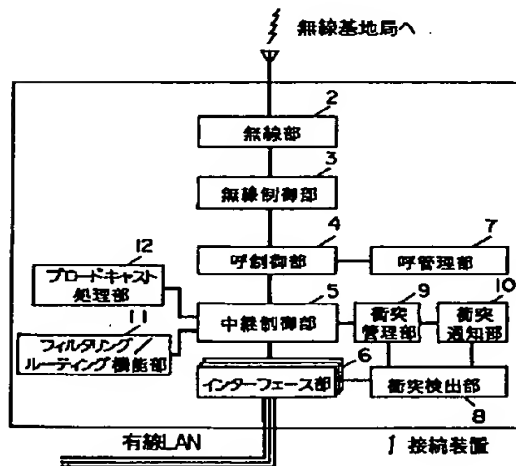 無線基地局へ
2
無線部
3
無線制御部
4
呼制御部
7
呼管理部
12
ブロードキャスト
処理部
5
中継制御部
9
衝突
管理部
10
衝突
通知部
11
フィルタリング／
ルーティング機能部
6
インターフェース部
衝突検出部
8
有線LAN
1 接続装置